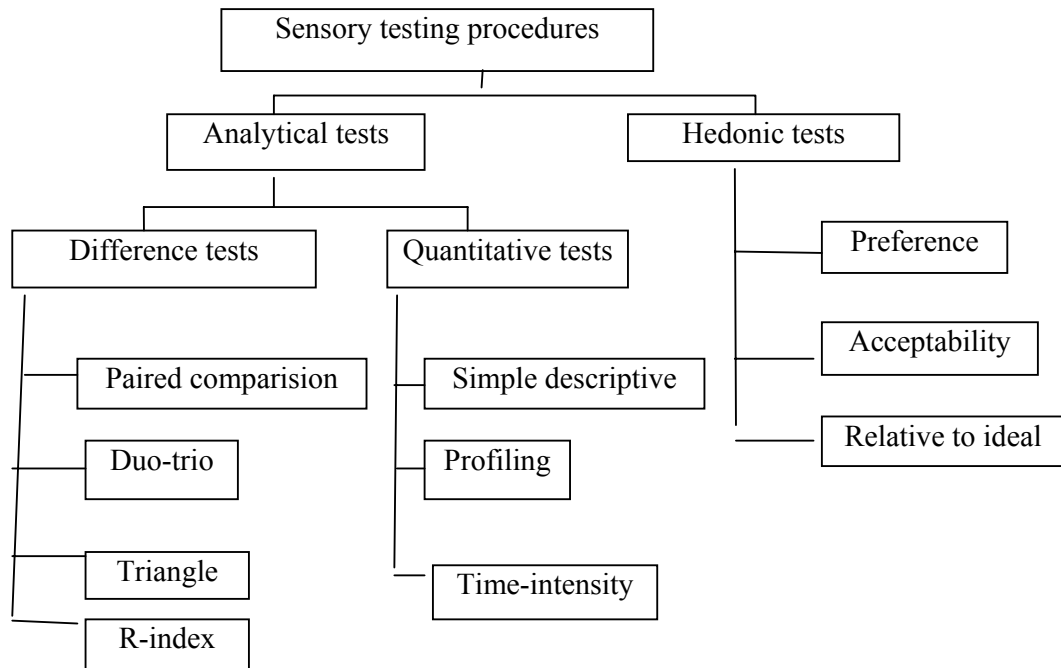 Sensory testing procedures
Analytical tests
Hedonic tests
Difference tests
Quantitative tests
Preference
Acceptability
Relative to ideal
Paired comparision
Simple descriptive
Duo-trio
Profiling
Triangle
Time-intensity
R-index